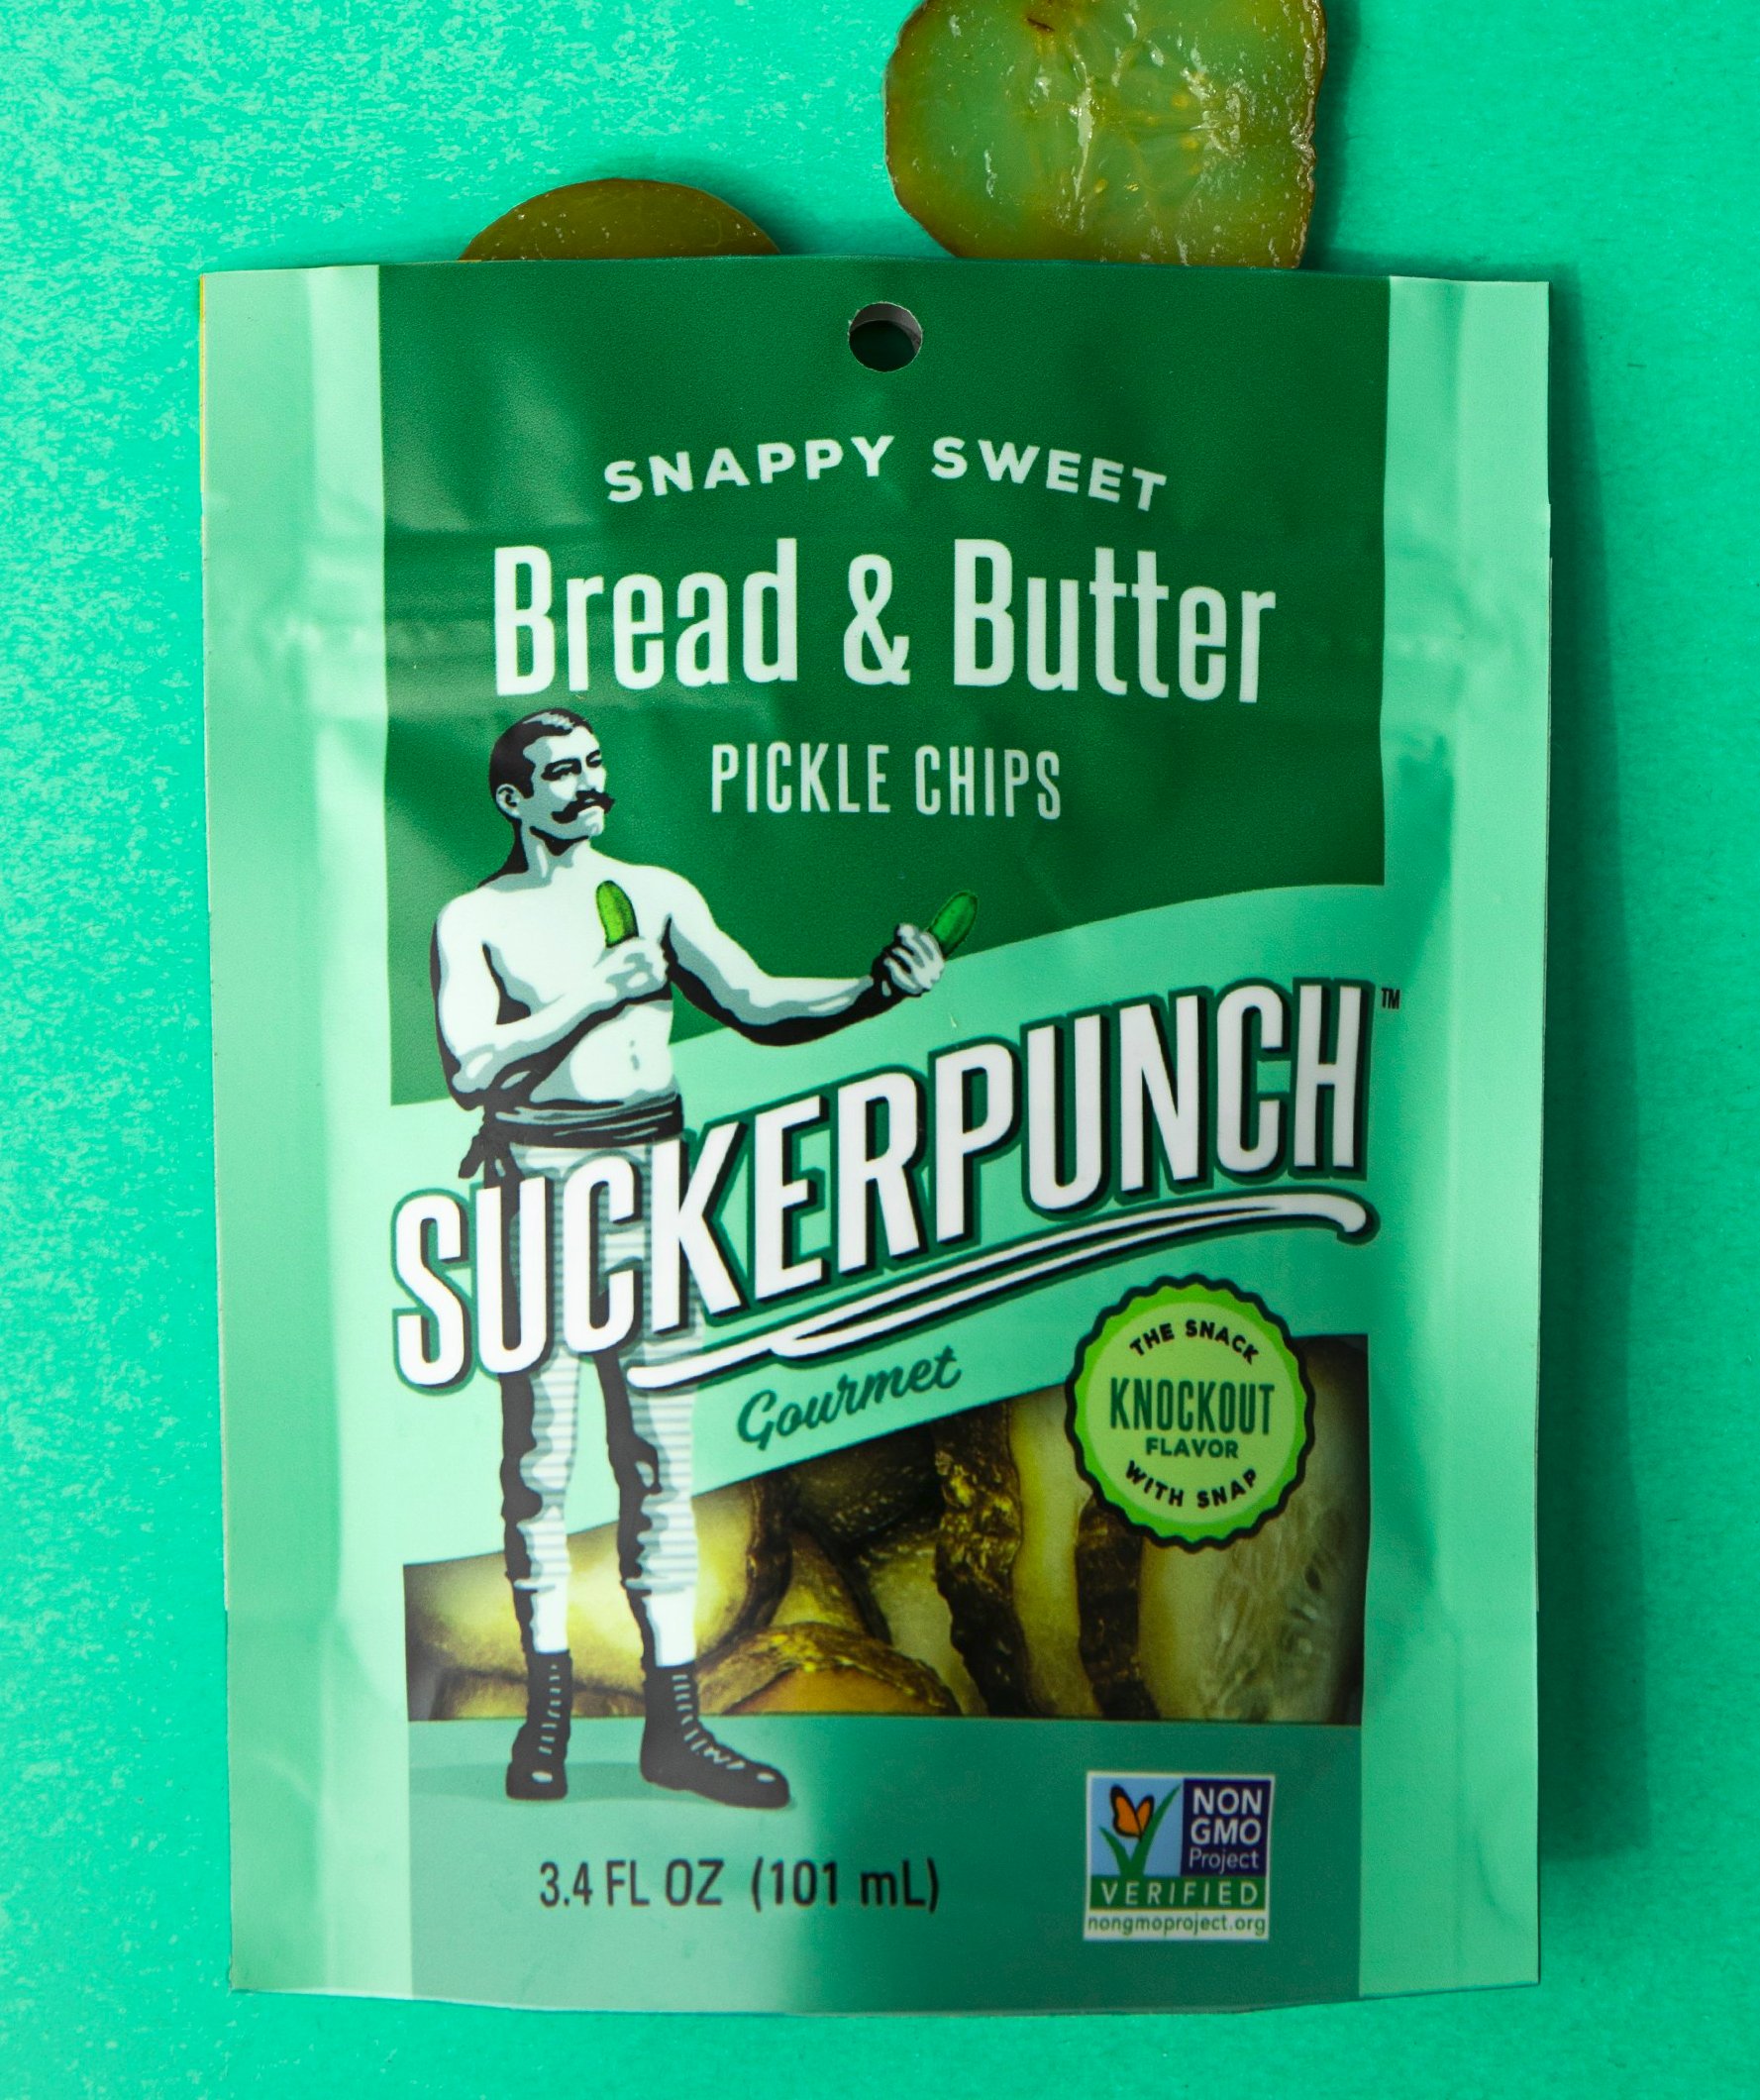 SNAPPY SWEET
Bread & Butter
PICKLE CHIPS
SUCKERPUNCH™
Gourmet
THE SNACK
KNOCKOUT
FLAVOR
WITH SNAP
3.4 FL OZ (101 mL)
NON
GMO
Project
VERIFIED
nongmoproject.org